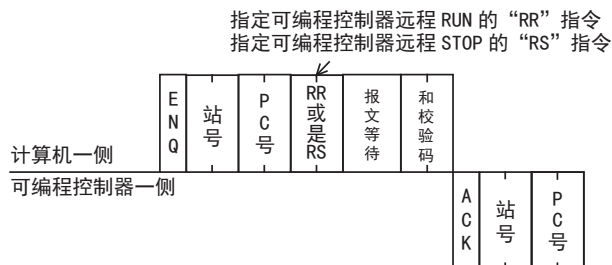 指定可编程控制器远程 RUN 的“RR”指令
指定可编程控制器远程 STOP 的“RS”指令
ENQ
站号
PC号
RR或是RS
报文等待
和校验码
计算机一侧
可编程控制器一侧
ACK
站号
PC号